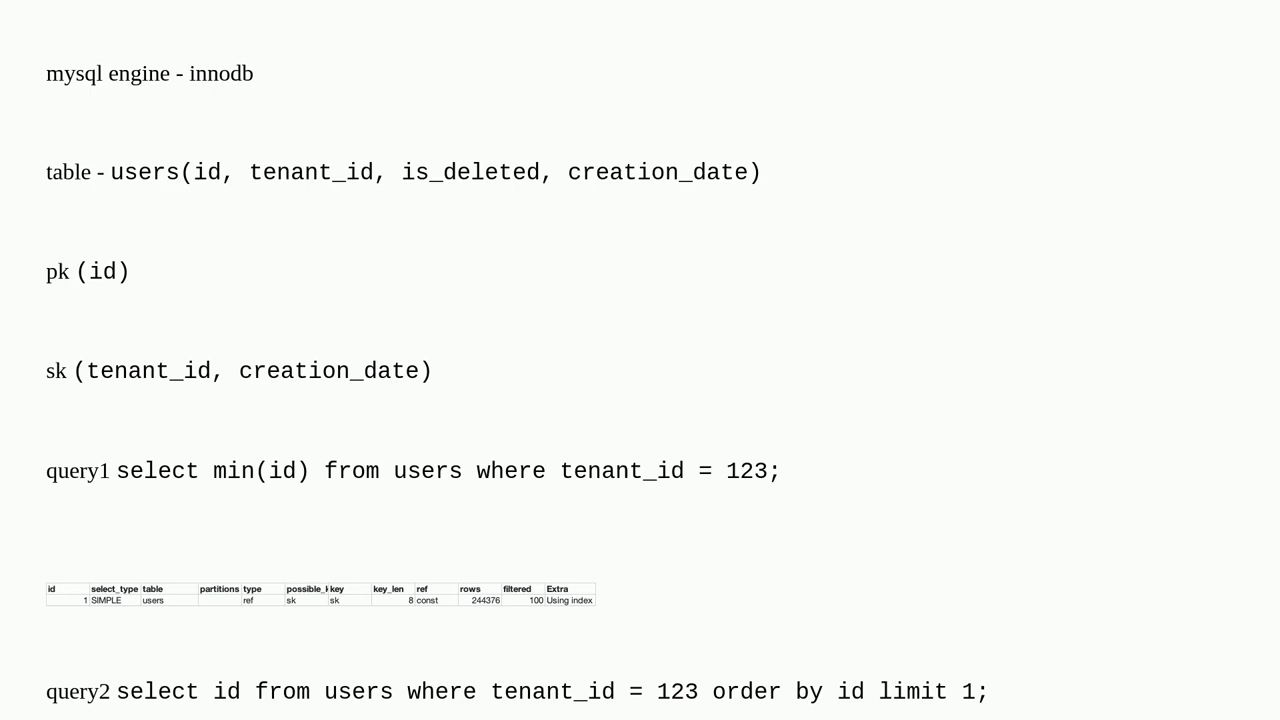 mysql engine - innodb
table - users(id, tenant_id, is_deleted, creation_date)
pk (id)
sk (tenant_id, creation_date)
query1 select min(id) from users where tenant_id = 123;
id select_type table partitions type possible_k key key_len ref rows filtered Extra
1 SIMPLE users ref sk sk 8 const 244376 100 Using index
query2 select id from users where tenant_id = 123 order by id limit 1;